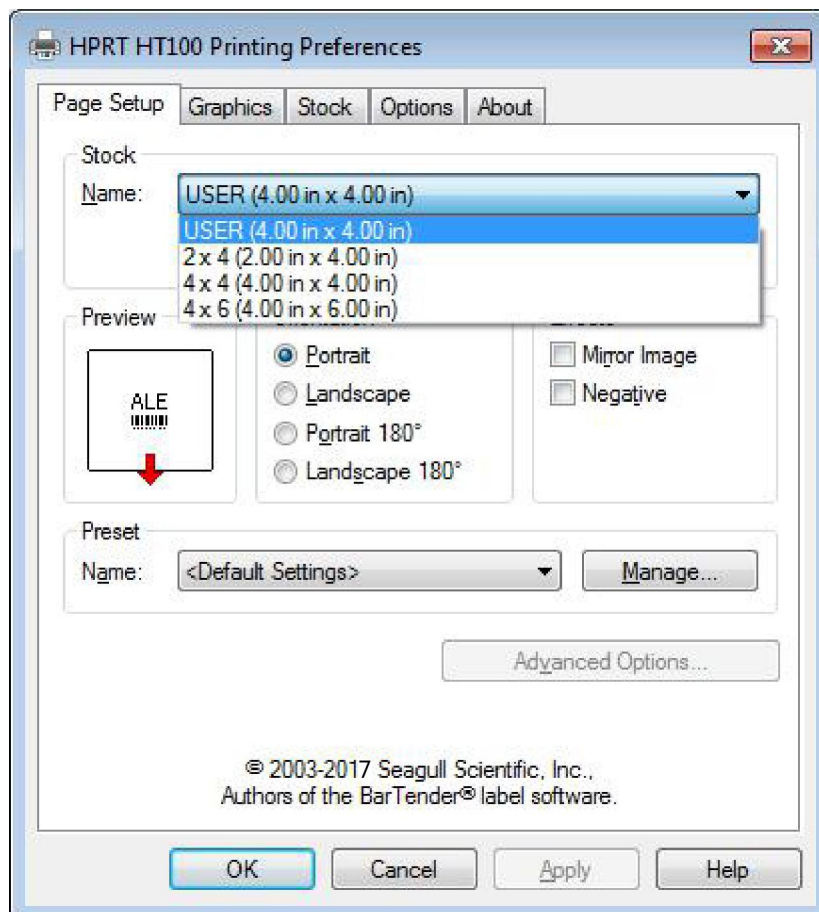 HPRT HT100 Printing Preferences
Page Setup Graphics Stock Options About
Stock
Name: USER (4.00 in x 4.00 in)
USER (4.00 in x 4.00 in)
2 x 4 (2.00 in x 4.00 in)
4 x 4 (4.00 in x 4.00 in)
4 x 6 (4.00 in x 6.00 in)
Preview
ALE
Portrait
Landscape
Portrait 180°
Landscape 180°
Mirror Image
Negative
Preset
Name: <Default Settings> Manage...
Advanced Options...
© 2003-2017 Seagull Scientific, Inc.,
Authors of the BarTender® label software.
OK Cancel Apply Help